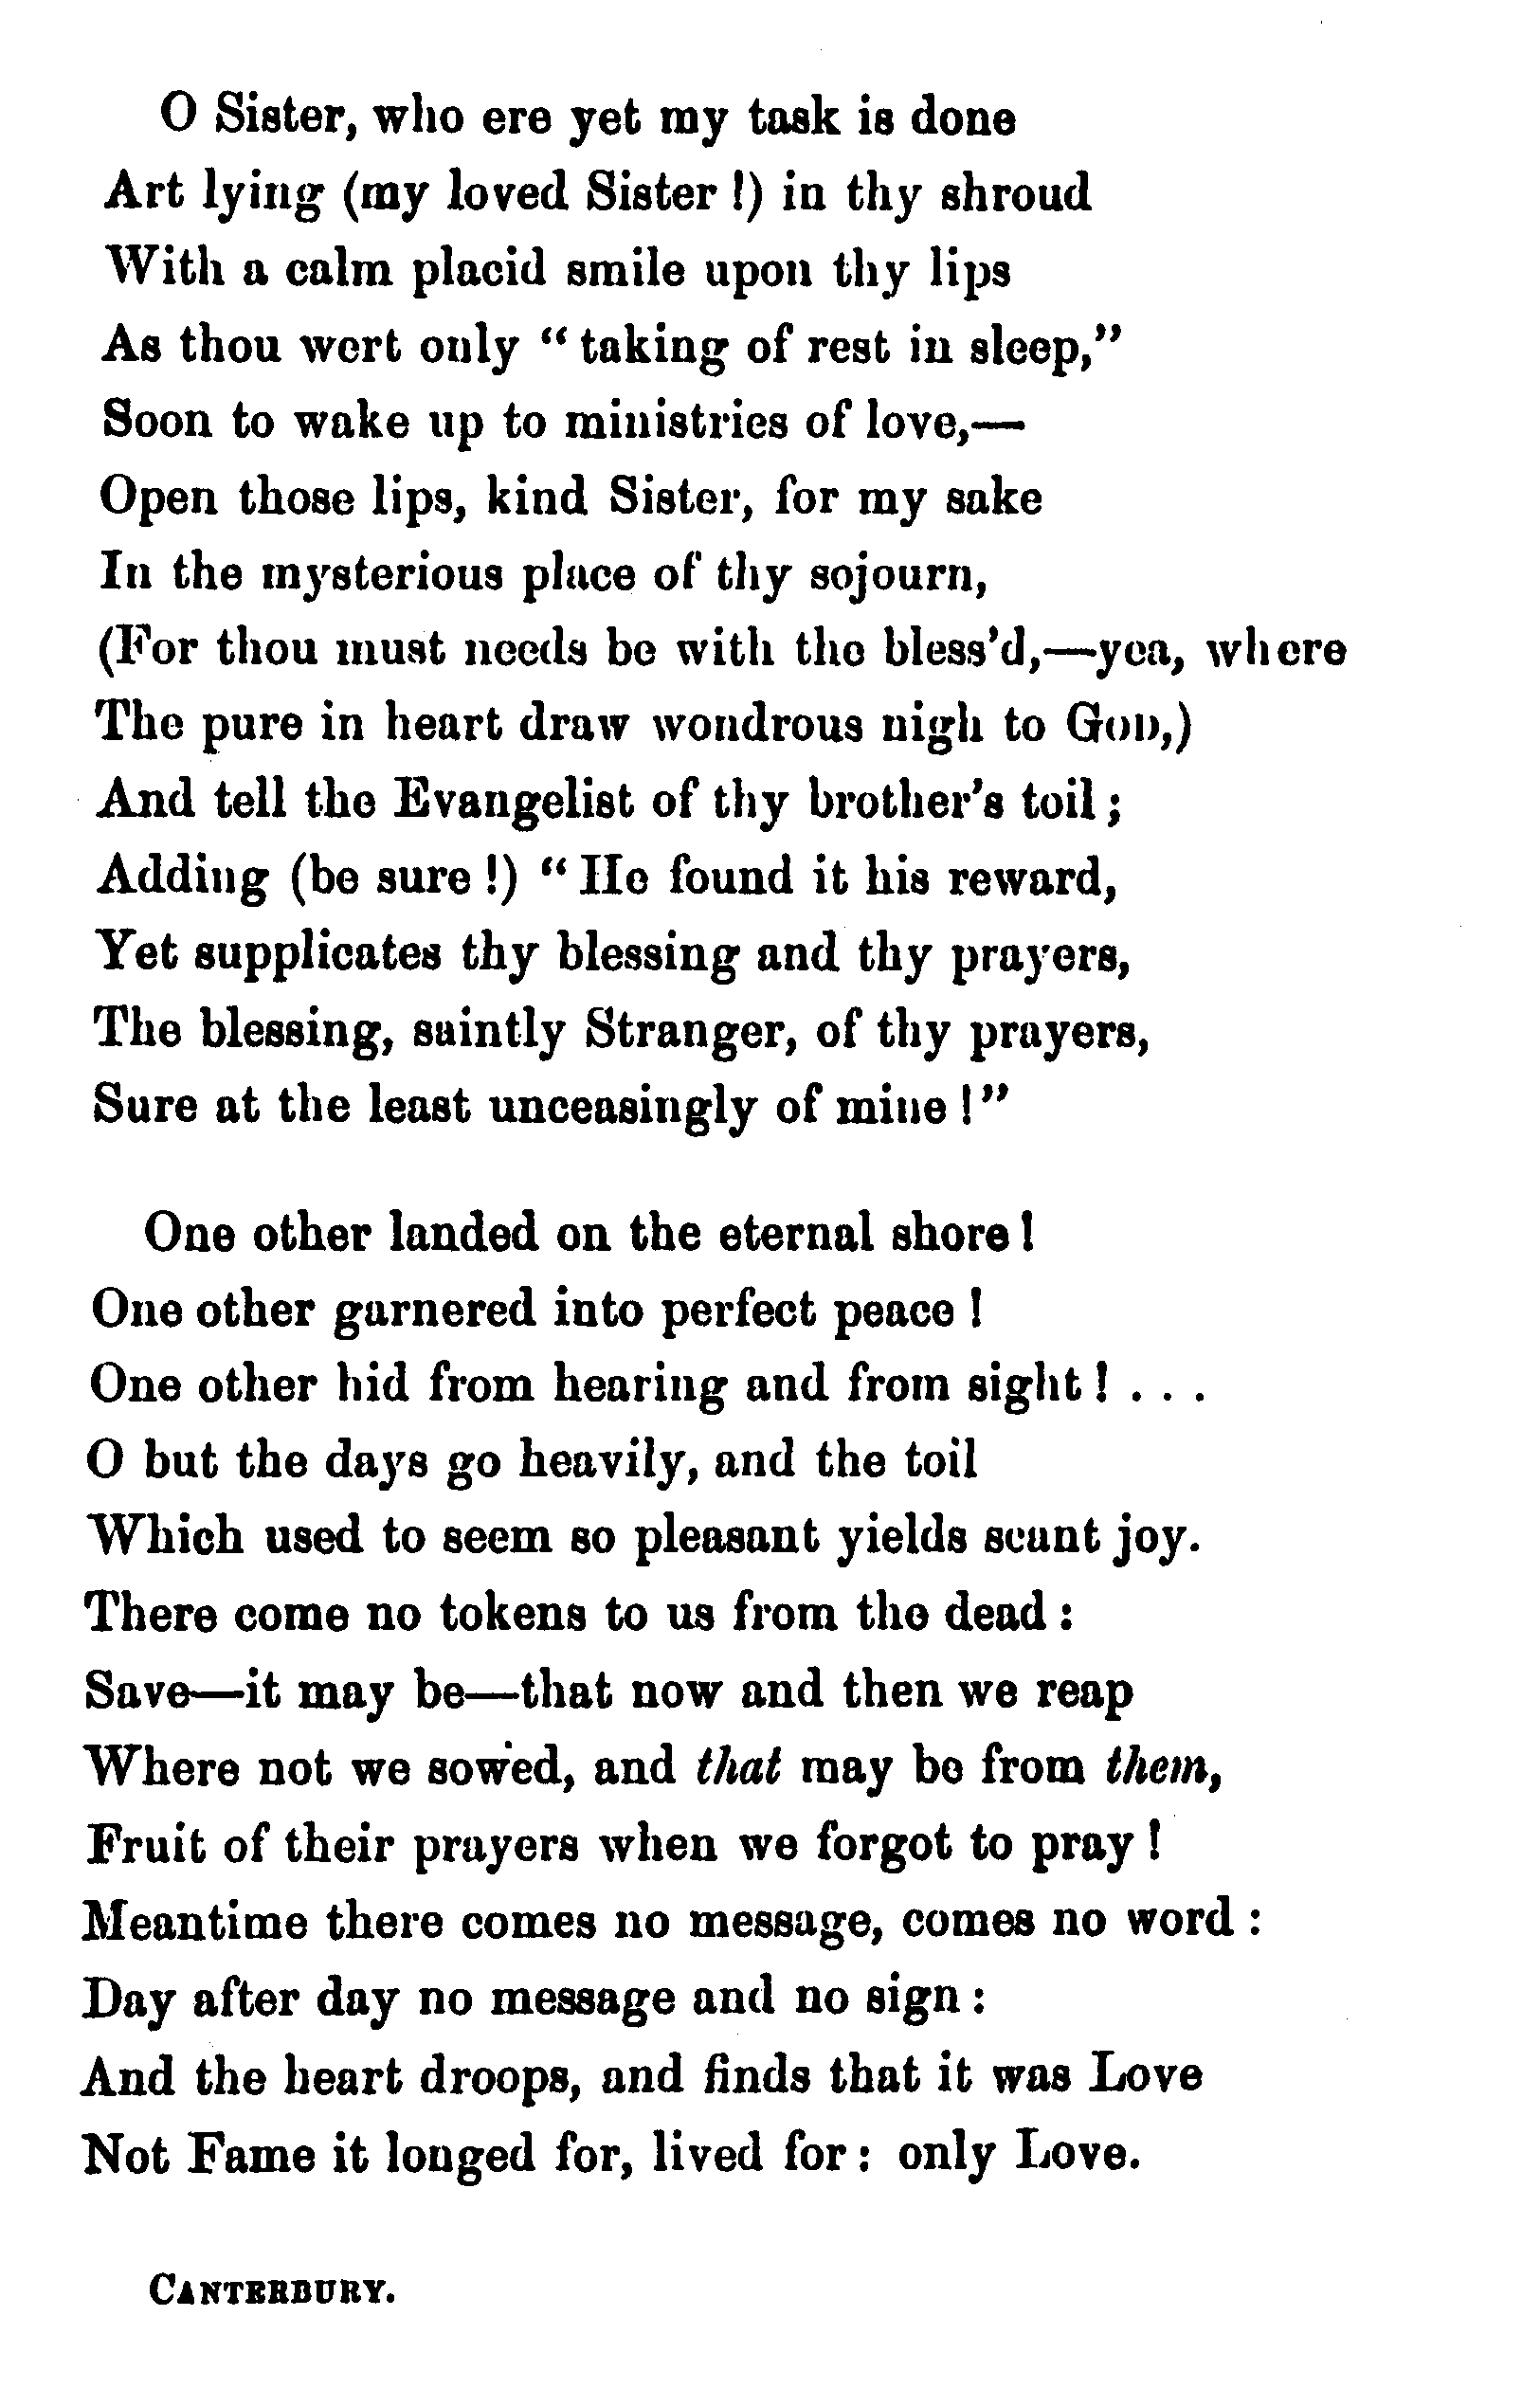 O Sister, who ere yet my task is done
Art lying (my loved Sister !) in thy shroud
With a calm placid smile upon thy lips
As thou wert only “ taking of rest in sleep,”
Soon to wake up to ministries of love,—
Open those lips, kind Sister, for my sake
In the mysterious place of thy sojourn,
(For thou must needs be with the bless’d,—yea, where
The pure in heart draw wondrous nigh to GOD,)
And tell the Evangelist of thy brother’s toil ;
Adding (be sure !) “ He found it his reward,
Yet supplicates thy blessing and thy prayers,
The blessing, saintly Stranger, of thy prayers,
Sure at the least unceasingly of mine !”
One other landed on the eternal shore !
One other garnered into perfect peace !
One other hid from hearing and from sight ! . . .
O but the days go heavily, and the toil
Which used to seem so pleasant yields scant joy.
There come no tokens to us from the dead :
Save—it may be—that now and then we reap
Where not we sowed, and that may be from them,
Fruit of their prayers when we forgot to pray !
Meantime there comes no message, comes no word :
Day after day no message and no sign :
And the heart droops, and finds that it was Love
Not Fame it longed for, lived for : only Love.
CANTERBURY.